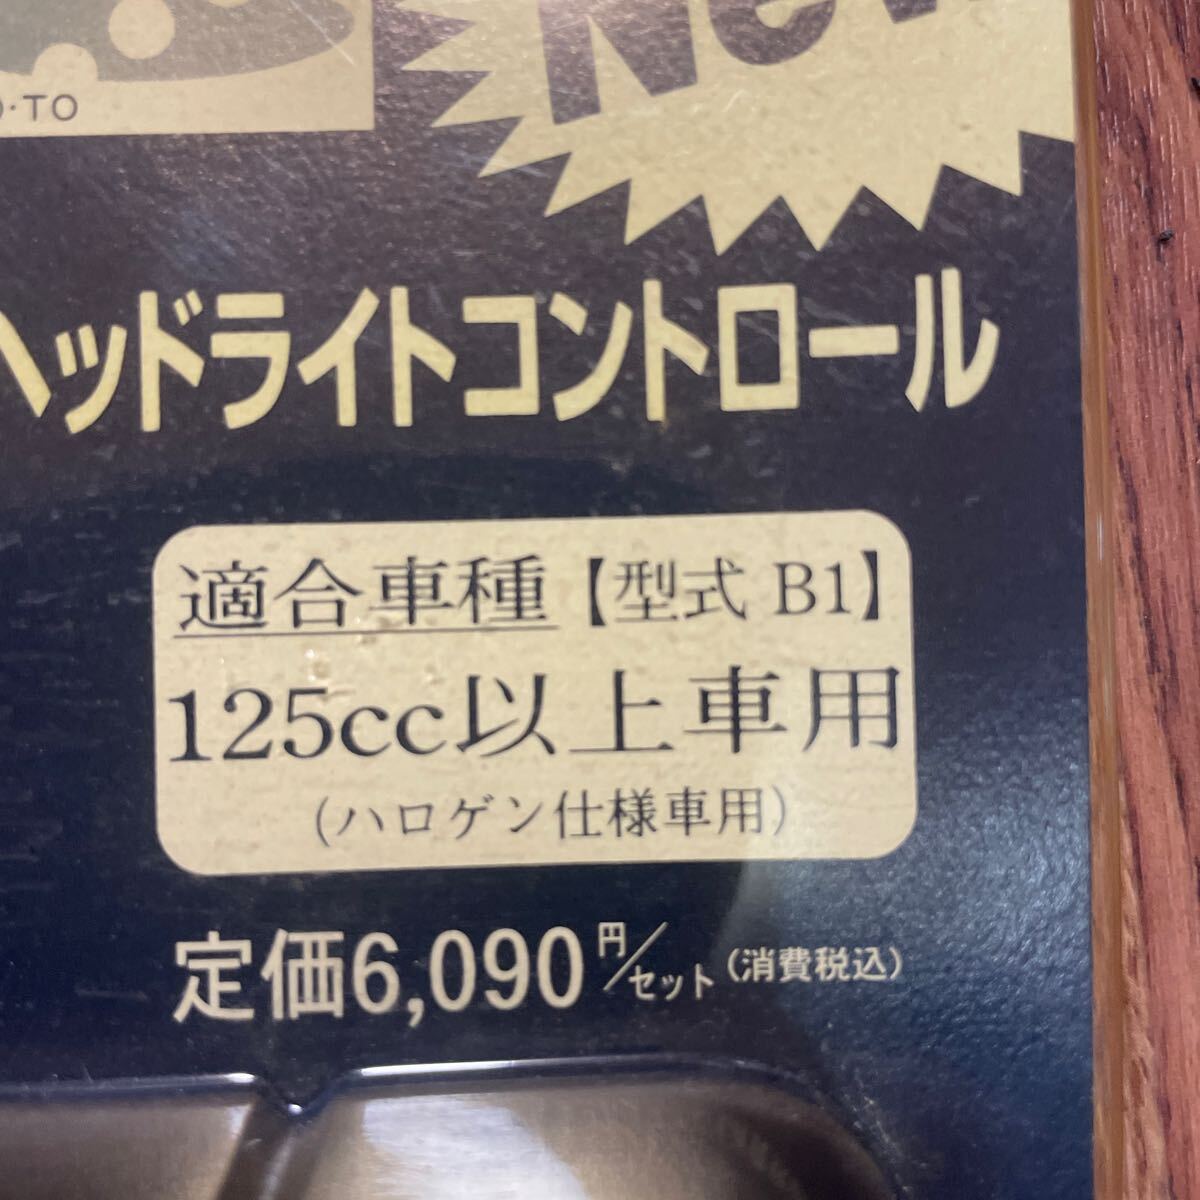 TO
ヘッドライトコントロール
適合車種【型式 B1】
125cc以上車用
(ハロゲン仕様車用)
定価6,090円/セット(消費税込)